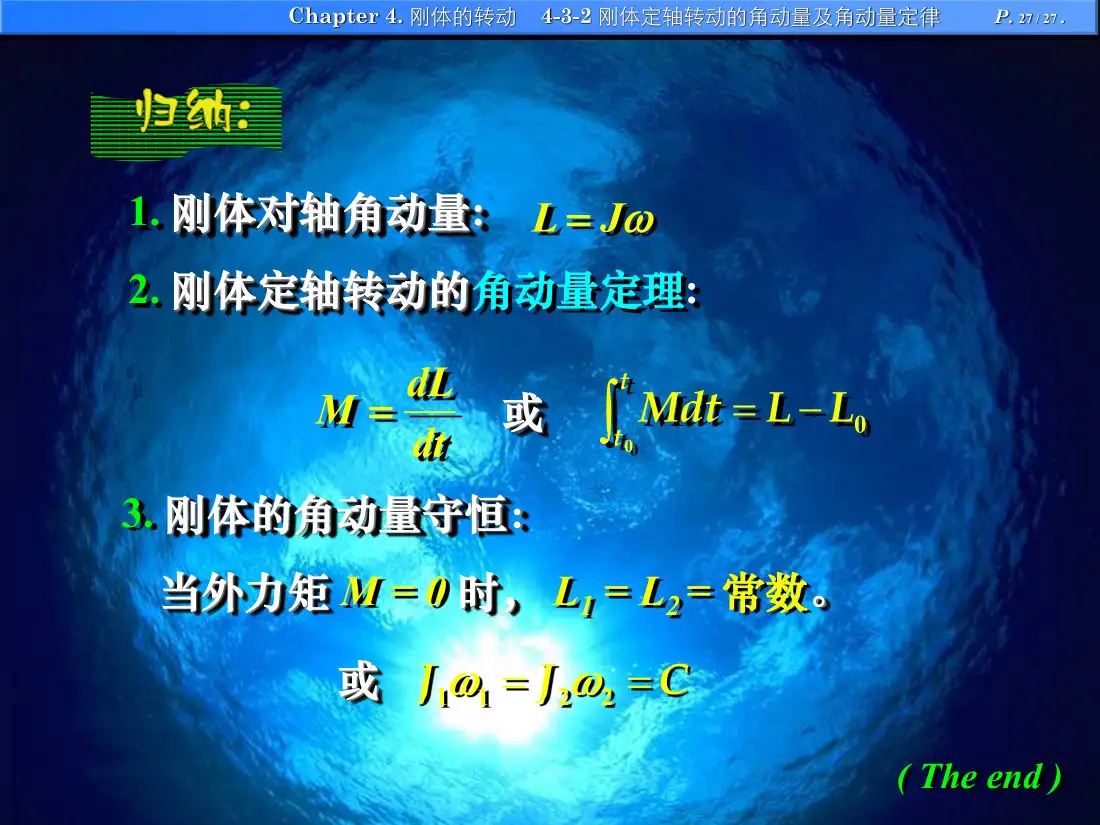 Chapter 4. 刚体的转动 4-3-2 刚体定轴转动的角动量及角动量定律 P. 27 / 27 .
归纳:
1. 刚体对轴角动量: L = Jω
2. 刚体定轴转动的角动量定理:
M = dL/dt 或 ∫_{t₀}^{t} Mdt = L − L₀
3. 刚体的角动量守恒:
当外力矩 M = 0 时， L₁ = L₂ = 常数。
或 J₁ω₁ = J₂ω₂ = C
( The end )